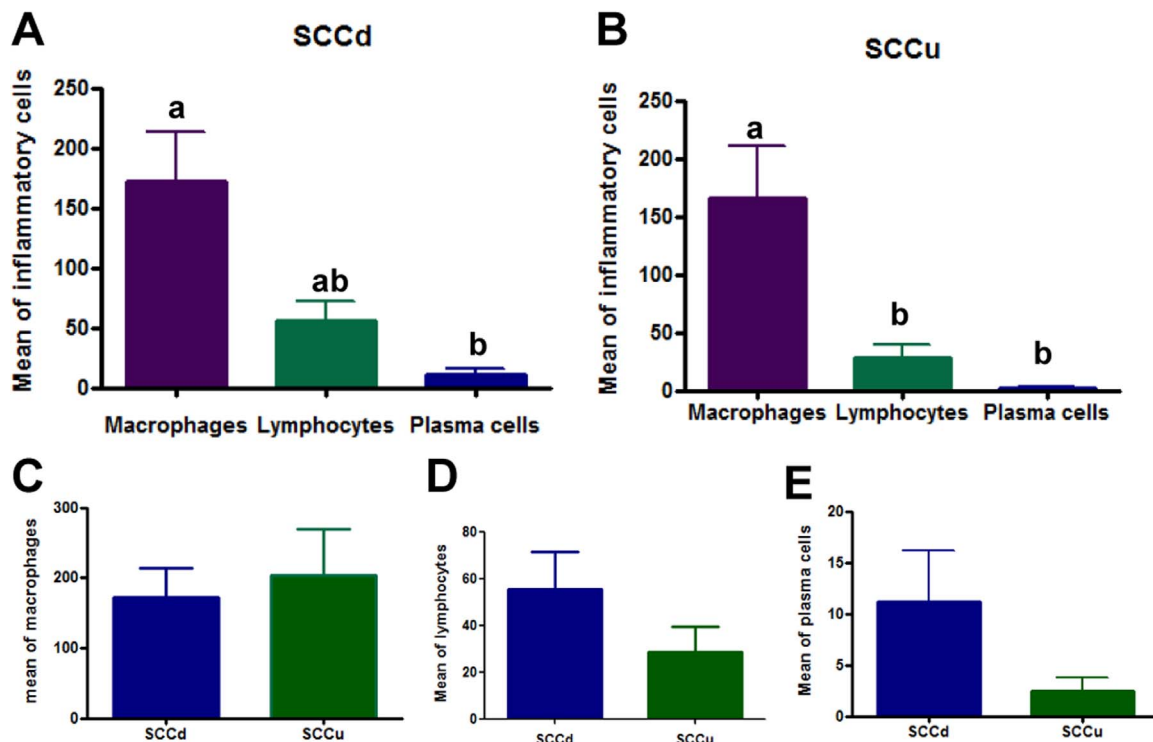 A
SCCd
Mean of inflammatory cells
250
200
150
100
50
0
a
ab
b
Macrophages Lymphocytes Plasma cells
B
SCCu
Mean of inflammatory cells
250
200
150
100
50
0
a
b
b
Macrophages Lymphocytes Plasma cells
C
mean of macrophages
300
200
100
0
SCCd SCCu
D
Mean of lymphocytes
80
60
40
20
0
SCCd SCCu
E
Mean of plasma cells
20
15
10
5
0
SCCd SCCu